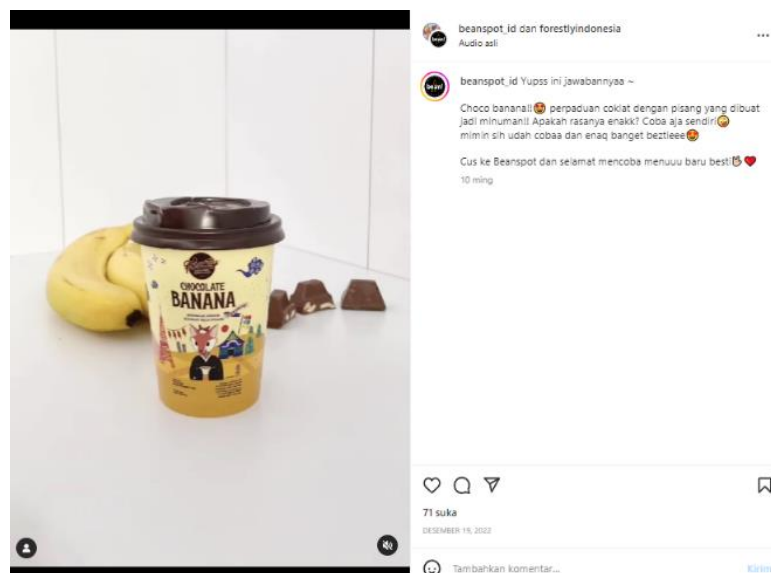 beanspot_id dan forestlyindonesia
Audio asli
beanspot_id Yupss ini jawabannyaa ~
Choco banana!!😍 perpaduan coklat dengan pisang yang dibuat
jadi minuman!! Apakah rasanya enakk? Coba aja sendiri😜
mimin sih udah cobaa dan enaq banget beztieee😍
Cus ke Beanspot dan selamat mencoba menuuu baru besti🫰❤️
10 ming
CHOCOLATE
BANANA
71 suka
DESEMBER 19, 2022
Tambahkan komentar...
Kirim